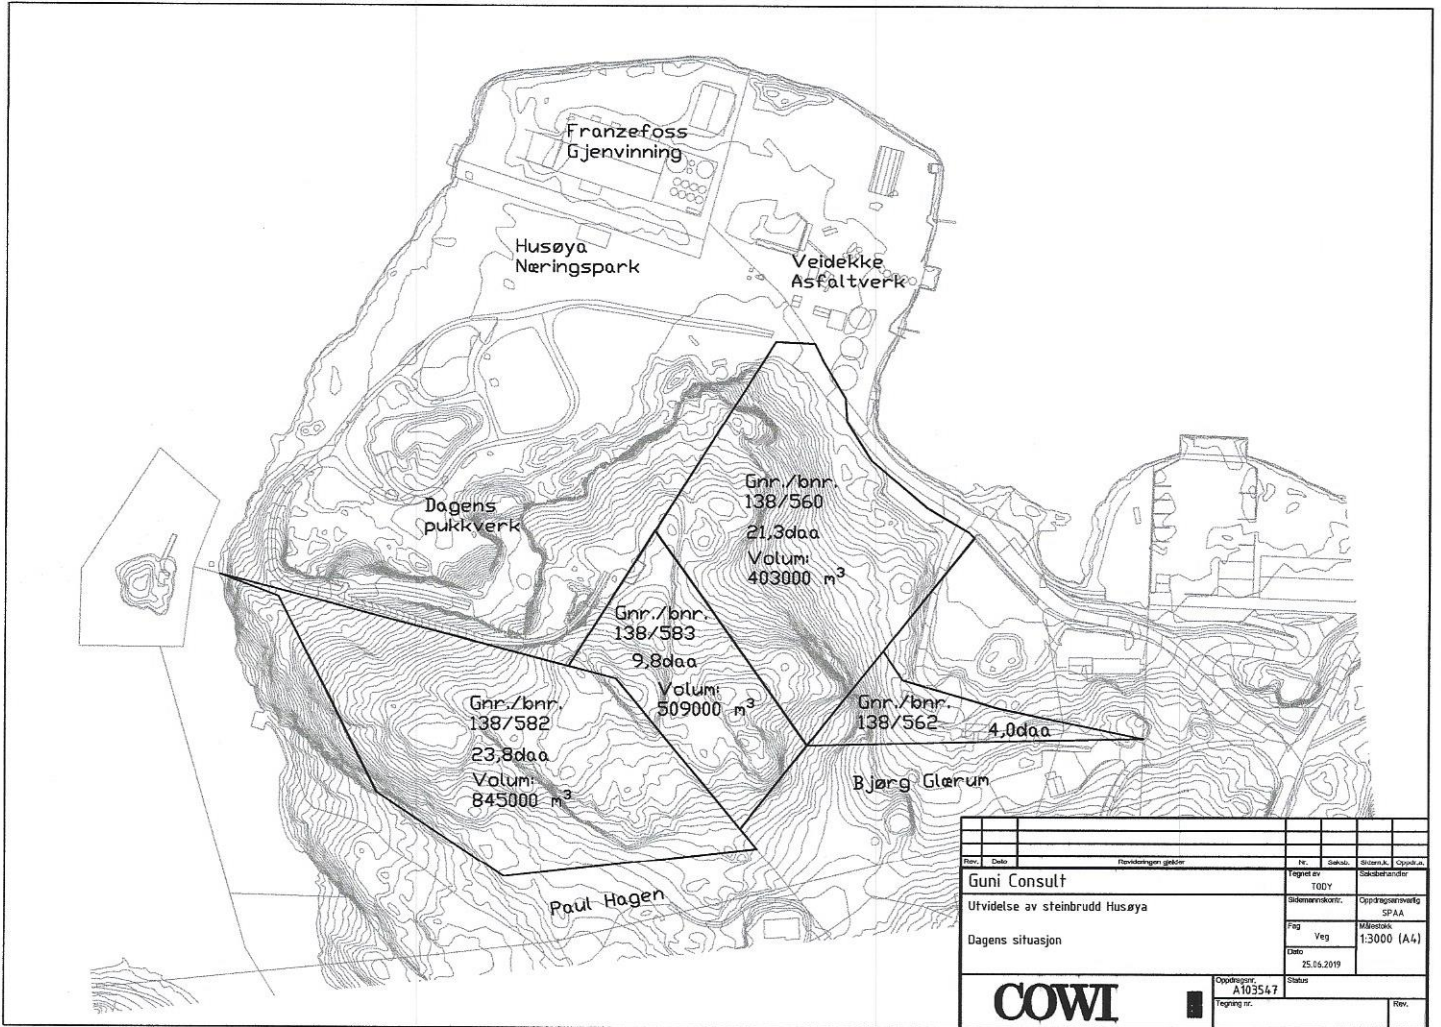 Franzefoss
Gjenvinning
Husøya
Næringspark
Veidekke
Asfaltverk
Dagens
pukkverk
Gnr./bnr.
138/560
21,3daa
Volum:
403000 m³
Gnr./bnr.
138/583
9,8daa
Volum:
509000 m³
Gnr./bnr.
138/582
23,8daa
Volum:
845000 m³
Gnr./bnr.
138/562
4,0daa
Bjørg Glærum
Paul Hagen
Rev. Dato Revideringen gjelder Nr. Saksb. Sidem.k. Oppdr.a.
Guni Consult
Utvidelse av steinbrudd Husøya
Dagens situasjon
Tegnet av
TODY
Saksbehandler
Sidemannskontr.
Oppdragsansvarlig
SPAA
Fag
Veg
Målestokk
1:3000 (A4)
Dato
25.06.2019
COWI
Oppdragsnr.
A103547
Status
Tegning nr.
Rev.